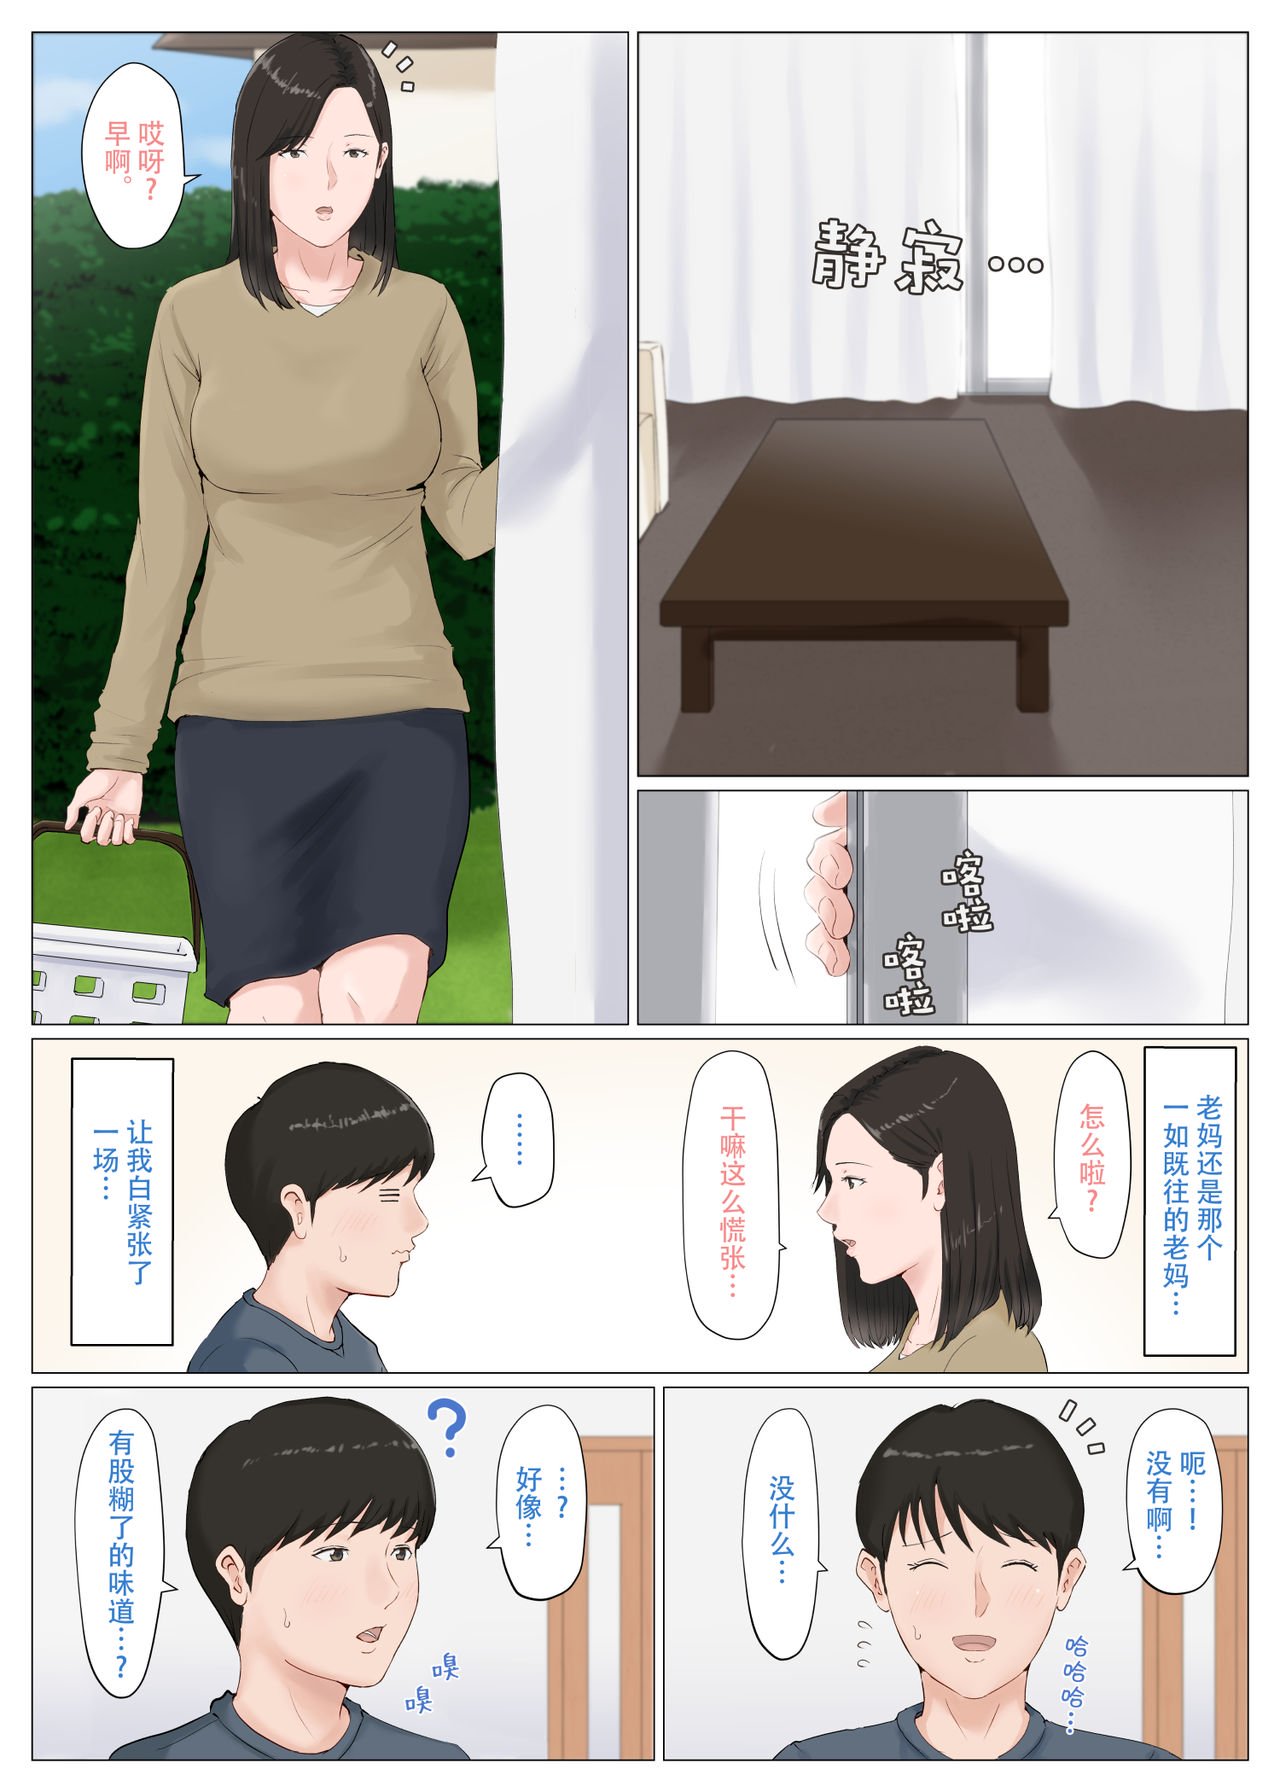 静寂…
喀啦
喀啦
哎呀?
早啊。
老妈还是那个
一如既往的老妈…
怎么啦?
干嘛这么慌张…
……
让我白紧张了
一场…
呃…!
没有啊…
没什么…
哈哈哈…
…?
好像…
?
有股糊了的味道…?
嗅
嗅